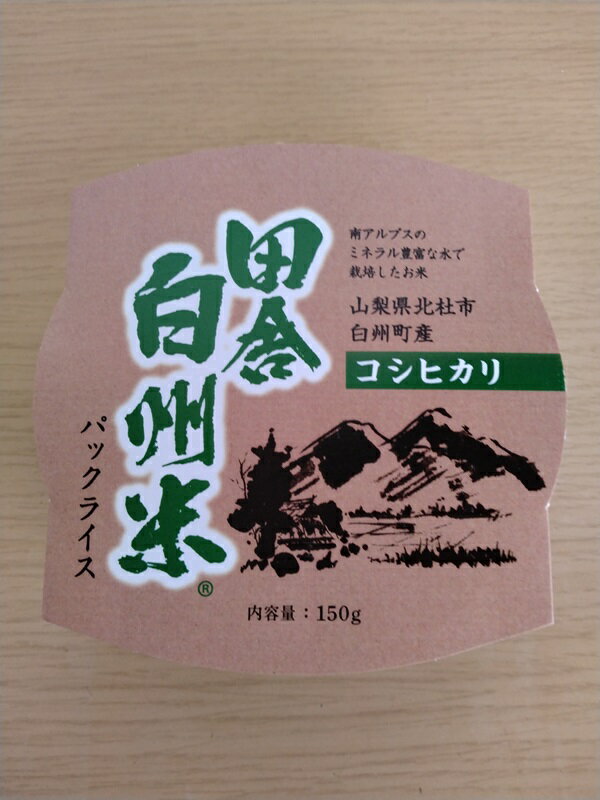 田舎
白州米
®
パックライス
南アルプスの
ミネラル豊富な水で
栽培したお米
山梨県北杜市
白州町産
コシヒカリ
内容量：150g